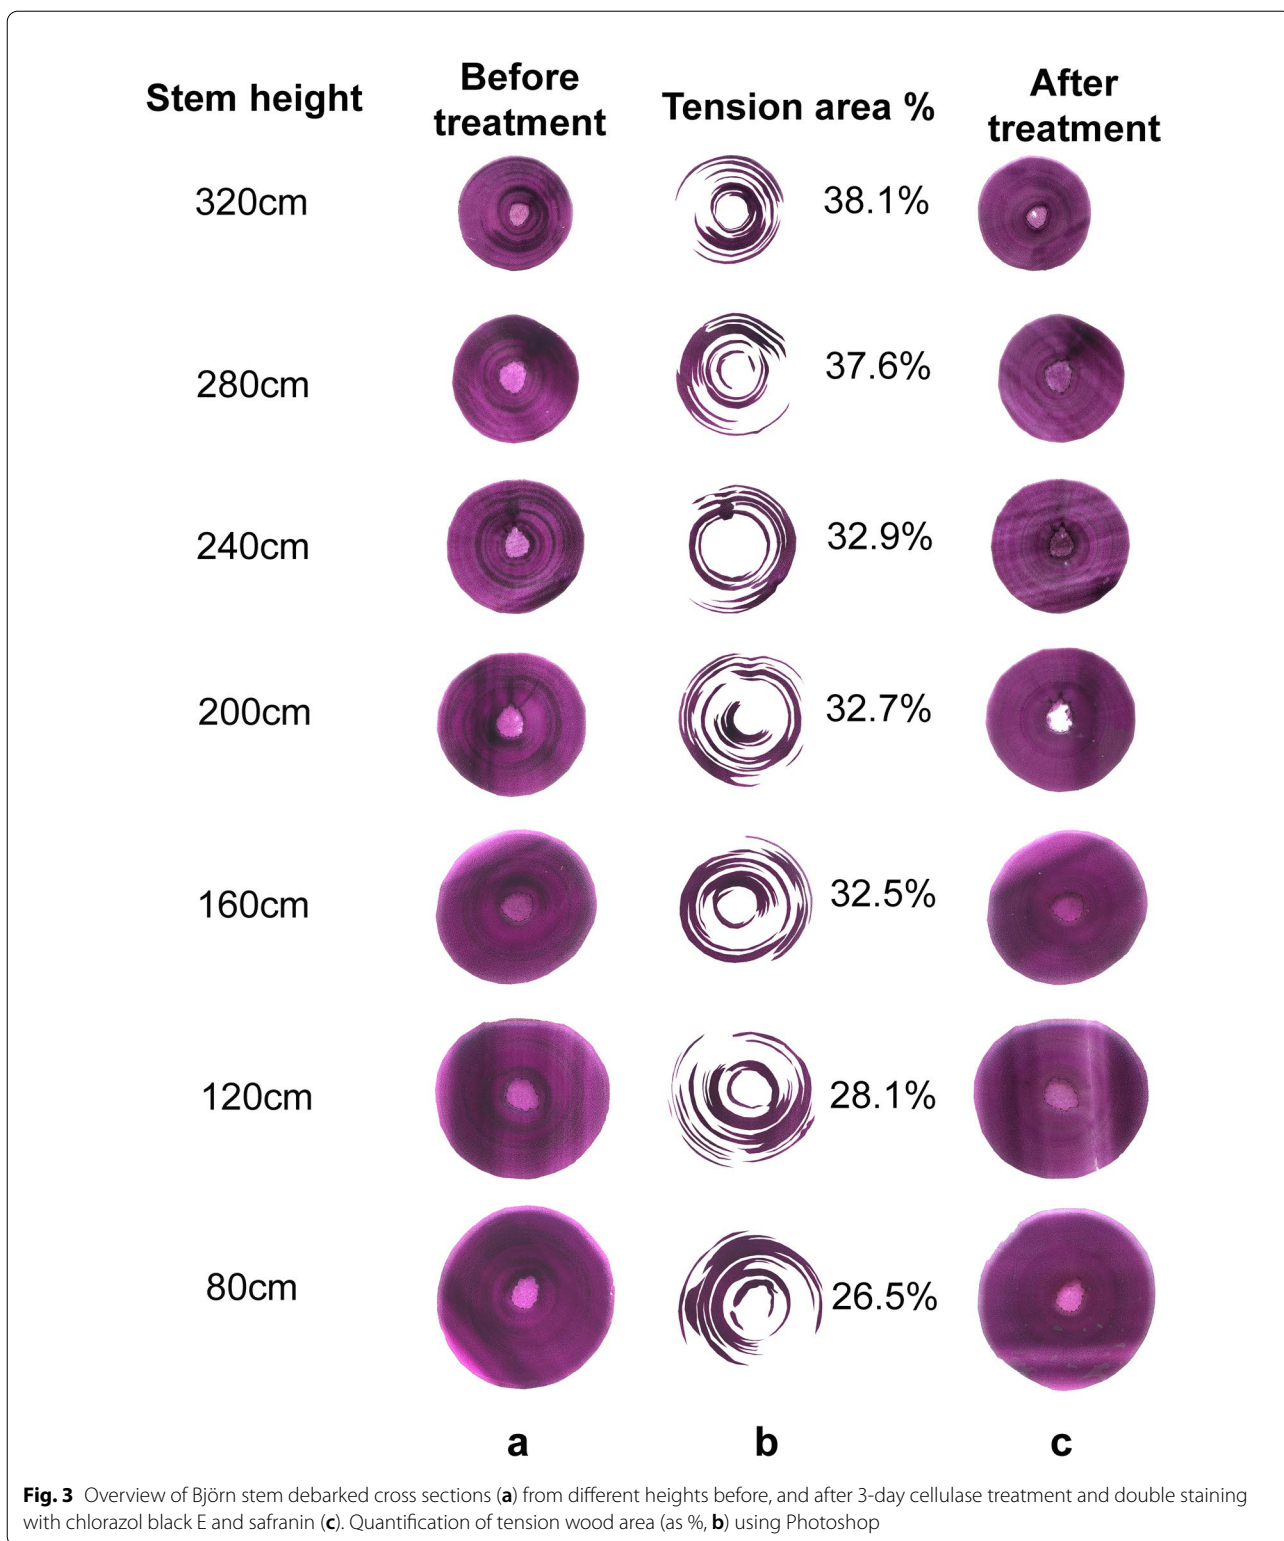 Stem height
Before
treatment
Tension area %
After
treatment
320cm
38.1%
280cm
37.6%
240cm
32.9%
200cm
32.7%
160cm
32.5%
120cm
28.1%
80cm
26.5%
a
b
c
Fig. 3 Overview of Björn stem debarked cross sections (a) from different heights before, and after 3-day cellulase treatment and double staining
with chlorazol black E and safranin (c). Quantification of tension wood area (as %, b) using Photoshop